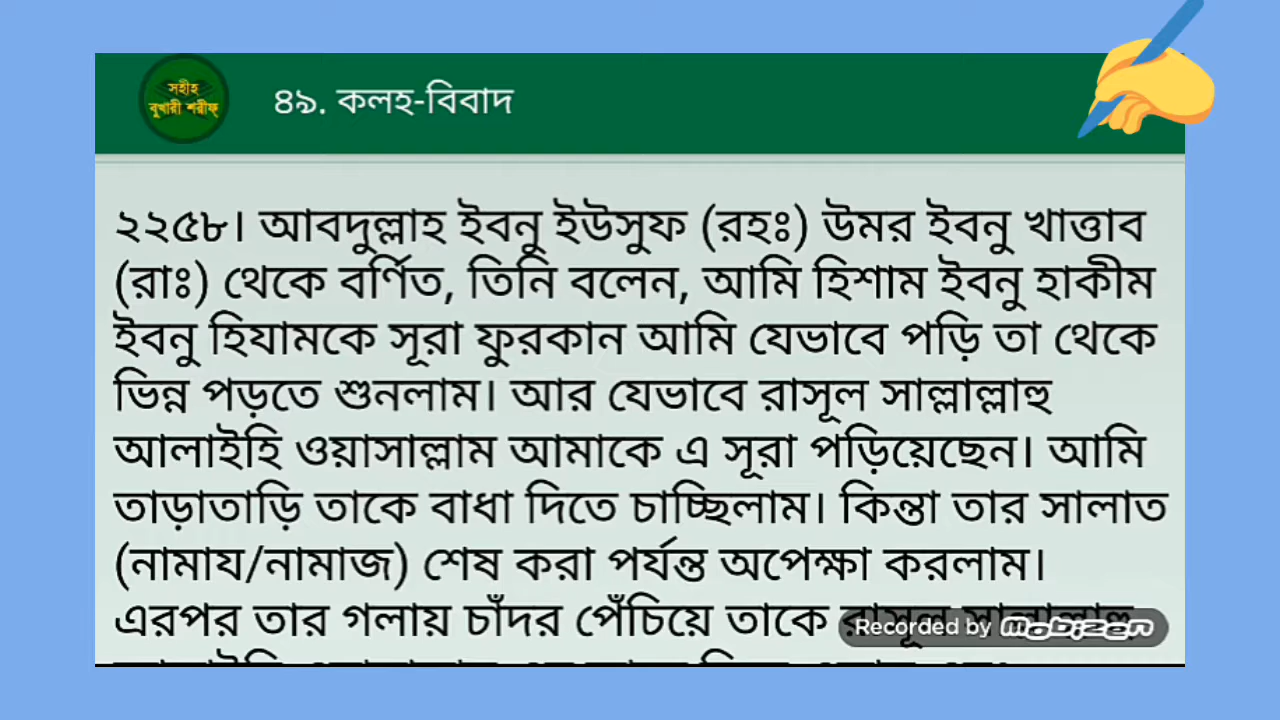 সহীহ
বুখারী শরীফ
৪৯. কলহ-বিবাদ
২২৫৮। আবদুল্লাহ ইবনু ইউসুফ (রহঃ) উমর ইবনু খাত্তাব
(রাঃ) থেকে বর্ণিত, তিনি বলেন, আমি হিশাম ইবনু হাকীম
ইবনু হিযামকে সূরা ফুরকান আমি যেভাবে পড়ি তা থেকে
ভিন্ন পড়তে শুনলাম। আর যেভাবে রাসূল সাল্লাল্লাহু
আলাইহি ওয়াসাল্লাম আমাকে এ সূরা পড়িয়েছেন। আমি
তাড়াতাড়ি তাকে বাধা দিতে চাচ্ছিলাম। কিন্তা তার সালাত
(নামায/নামাজ) শেষ করা পর্যন্ত অপেক্ষা করলাম।
এরপর তার গলায় চাঁদর পেঁচিয়ে তাকে রাসূল সাল্লাল্লাহু
Recorded by mobizen